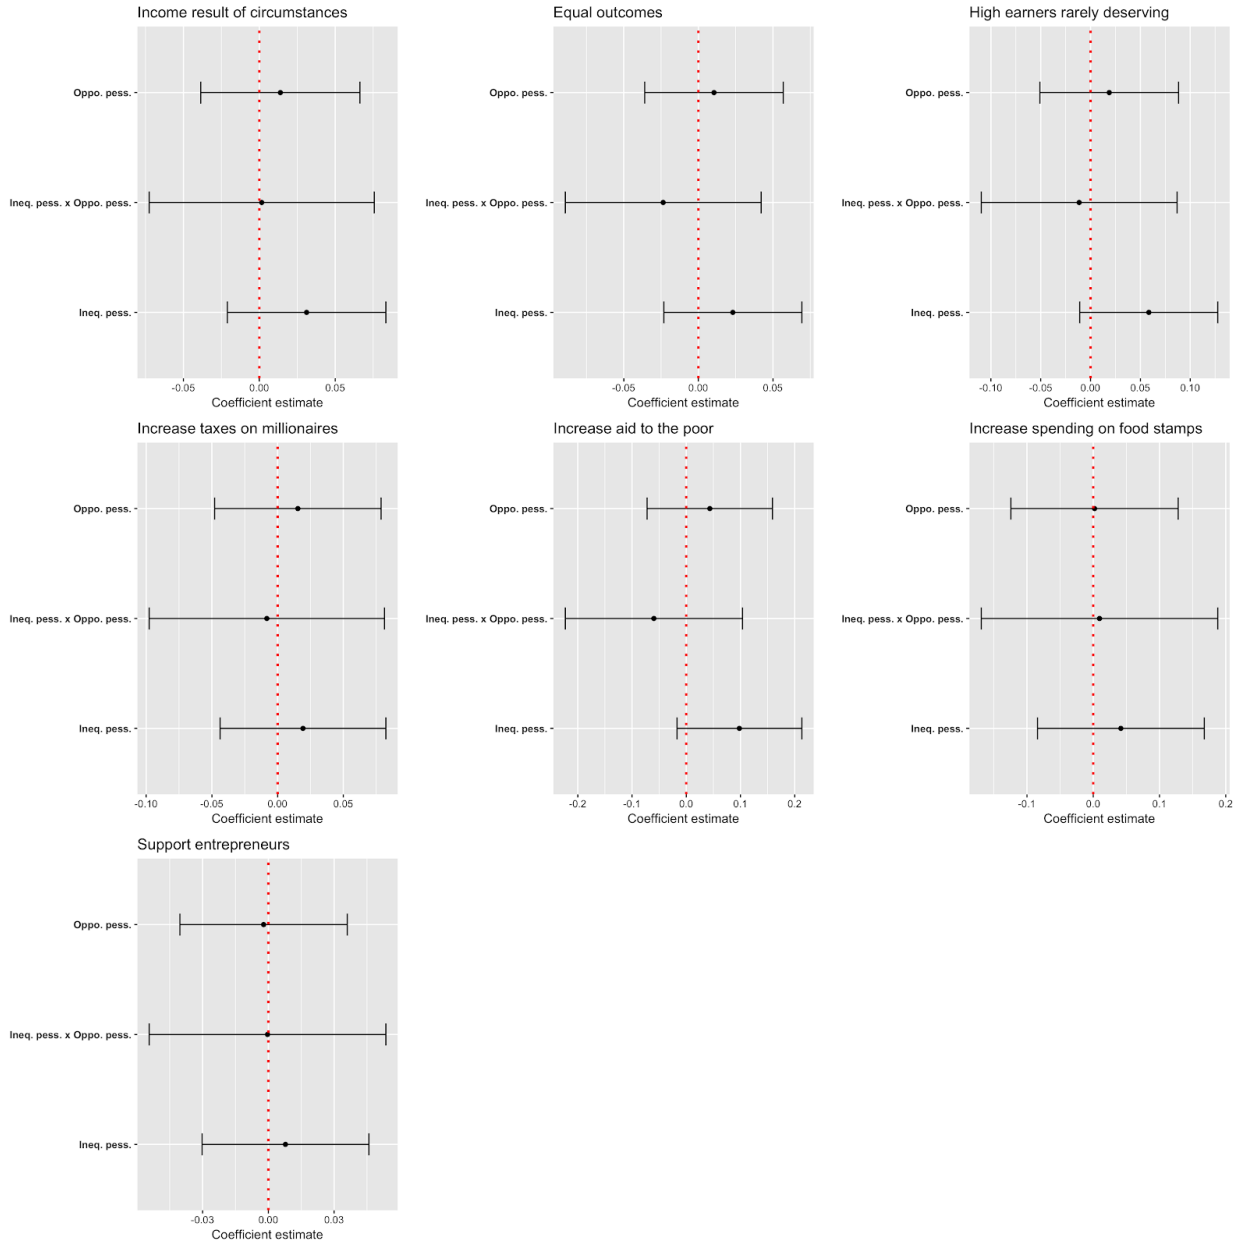 Income result of circumstances
Oppo. pess.
Ineq. pess. x Oppo. pess.
Ineq. pess.
-0.05 0.00 0.05
Coefficient estimate
Equal outcomes
Oppo. pess.
Ineq. pess. x Oppo. pess.
Ineq. pess.
-0.05 0.00 0.05
Coefficient estimate
High earners rarely deserving
Oppo. pess.
Ineq. pess. x Oppo. pess.
Ineq. pess.
-0.10 -0.05 0.00 0.05 0.10
Coefficient estimate
Increase taxes on millionaires
Oppo. pess.
Ineq. pess. x Oppo. pess.
Ineq. pess.
-0.10 -0.05 0.00 0.05
Coefficient estimate
Increase aid to the poor
Oppo. pess.
Ineq. pess. x Oppo. pess.
Ineq. pess.
-0.2 -0.1 0.0 0.1 0.2
Coefficient estimate
Increase spending on food stamps
Oppo. pess.
Ineq. pess. x Oppo. pess.
Ineq. pess.
-0.1 0.0 0.1 0.2
Coefficient estimate
Support entrepreneurs
Oppo. pess.
Ineq. pess. x Oppo. pess.
Ineq. pess.
-0.03 0.00 0.03
Coefficient estimate